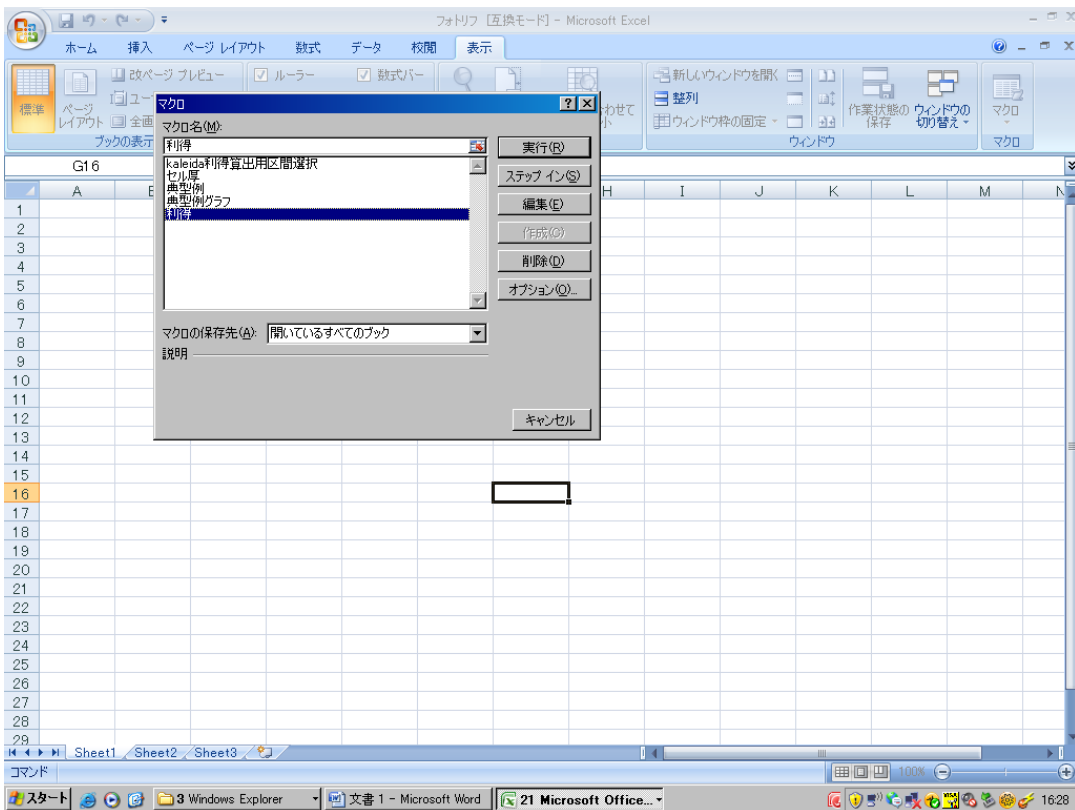 フォトリフ [互換モード] - Microsoft Excel
ホーム 挿入 ページ レイアウト 数式 データ 校閲 表示
標準
ページ レイアウト
改ページ プレビュー
ブックの表示
ルーラー
数式バー
新しいウィンドウを開く
整列
ウィンドウ枠の固定
作業状態の保存
ウィンドウの切り替え
ウィンドウ
マクロ
マクロ
G16
A
H I J K L M N
マクロ
マクロ名(M):
利得
kaleida利得算出用区間選択
セル厚
典型例
典型例グラフ
利得
実行(R)
ステップ イン(S)
編集(E)
作成(C)
削除(D)
オプション(O)...
マクロの保存先(A): 開いているすべてのブック
説明
キャンセル
1
2
3
4
5
6
7
8
9
10
11
12
13
14
15
16
17
18
19
20
21
22
23
24
25
26
27
28
29
Sheet1 Sheet2 Sheet3
コマンド
100%
スタート
3 Windows Explorer
文書 1 - Microsoft Word
21 Microsoft Office...
16:28